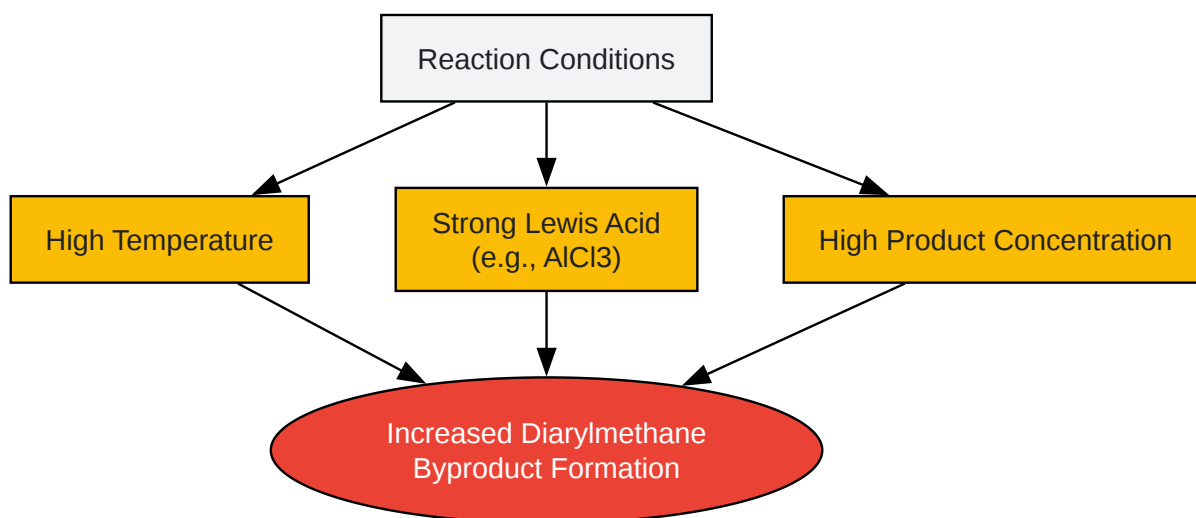 Reaction Conditions
High Temperature
Strong Lewis Acid
(e.g., AlCl3)
High Product Concentration
Increased Diarylmethane
Byproduct Formation